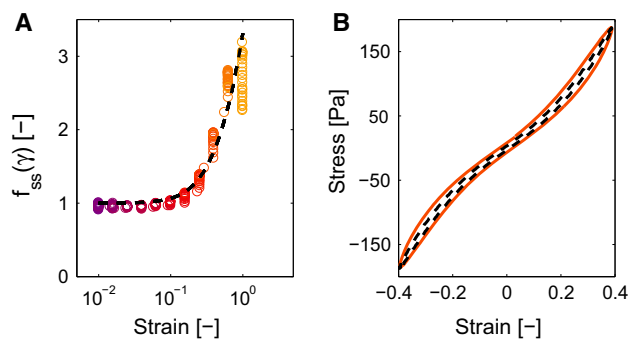 A
f_ss(γ) [−]
3
2
1
0
10^−2
10^−1
10^0
Strain [−]
B
Stress [Pa]
150
50
−50
−150
−0.4
−0.2
0
0.2
0.4
Strain [−]